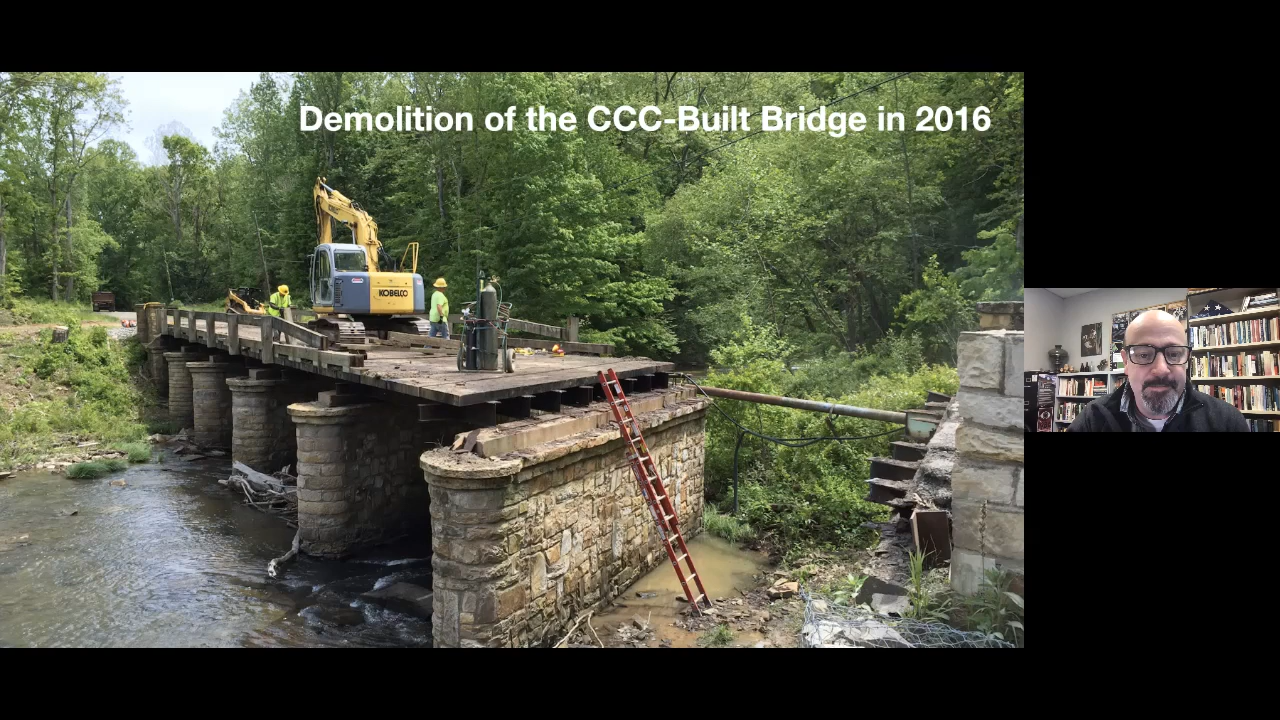 Demolition of the CCC-Built Bridge in 2016
KOBELCO